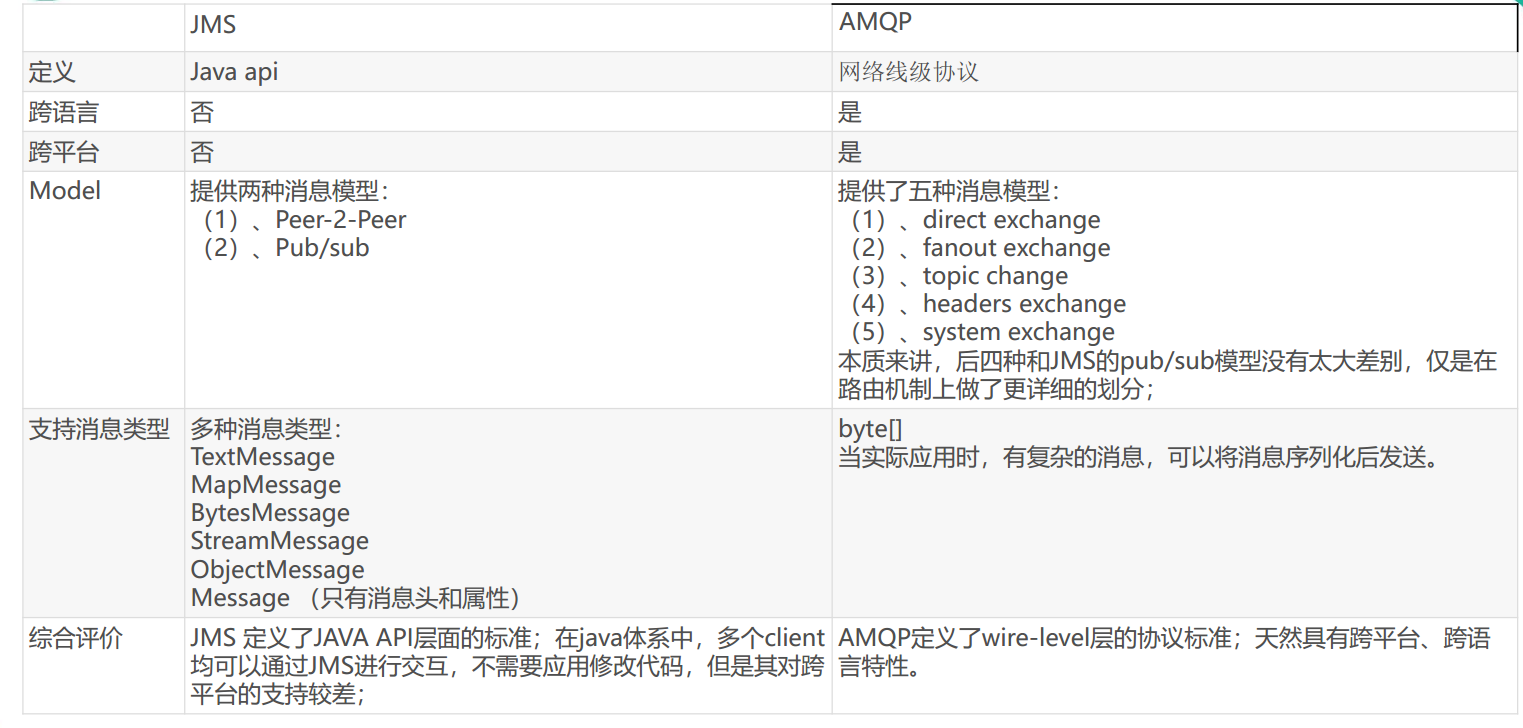 JMS
AMQP
定义
Java api
网络线级协议
跨语言
否
是
跨平台
否
是
Model
提供两种消息模型：
（1）、Peer-2-Peer
（2）、Pub/sub
提供了五种消息模型：
（1）、direct exchange
（2）、fanout exchange
（3）、topic change
（4）、headers exchange
（5）、system exchange
本质来讲，后四种和JMS的pub/sub模型没有太大差别，仅是在
路由机制上做了更详细的划分；
支持消息类型
多种消息类型：
TextMessage
MapMessage
BytesMessage
StreamMessage
ObjectMessage
Message （只有消息头和属性）
byte[]
当实际应用时，有复杂的消息，可以将消息序列化后发送。
综合评价
JMS 定义了JAVA API层面的标准；在java体系中，多个client
均可以通过JMS进行交互，不需要应用修改代码，但是其对跨
平台的支持较差；
AMQP定义了wire-level层的协议标准；天然具有跨平台、跨语
言特性。